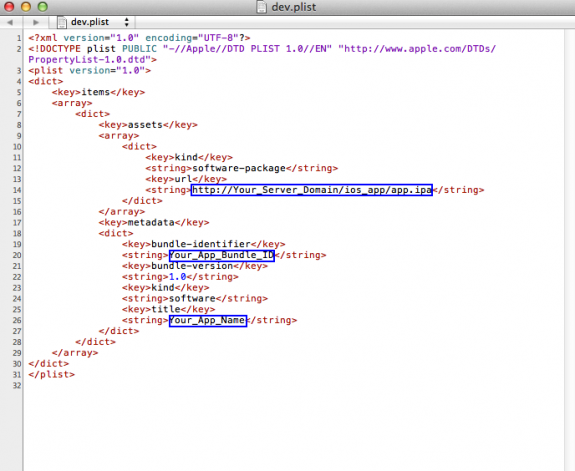 dev.plist
dev.plist
1 <?xml version="1.0" encoding="UTF-8"?>
2 <!DOCTYPE plist PUBLIC "-//Apple//DTD PLIST 1.0//EN" "http://www.apple.com/DTDs/
PropertyList-1.0.dtd">
3 <plist version="1.0">
4 <dict>
5 <key>items</key>
6 <array>
7 <dict>
8 <key>assets</key>
9 <array>
10 <dict>
11 <key>kind</key>
12 <string>software-package</string>
13 <key>url</key>
14 <string>http://Your_Server_Domain/ios_app/app.ipa</string>
15 </dict>
16 </array>
17 <key>metadata</key>
18 <dict>
19 <key>bundle-identifier</key>
20 <string>Your_App_Bundle_ID</string>
21 <key>bundle-version</key>
22 <string>1.0</string>
23 <key>kind</key>
24 <string>software</string>
25 <key>title</key>
26 <string>Your_App_Name</string>
27 </dict>
28 </dict>
29 </array>
30 </dict>
31 </plist>
32